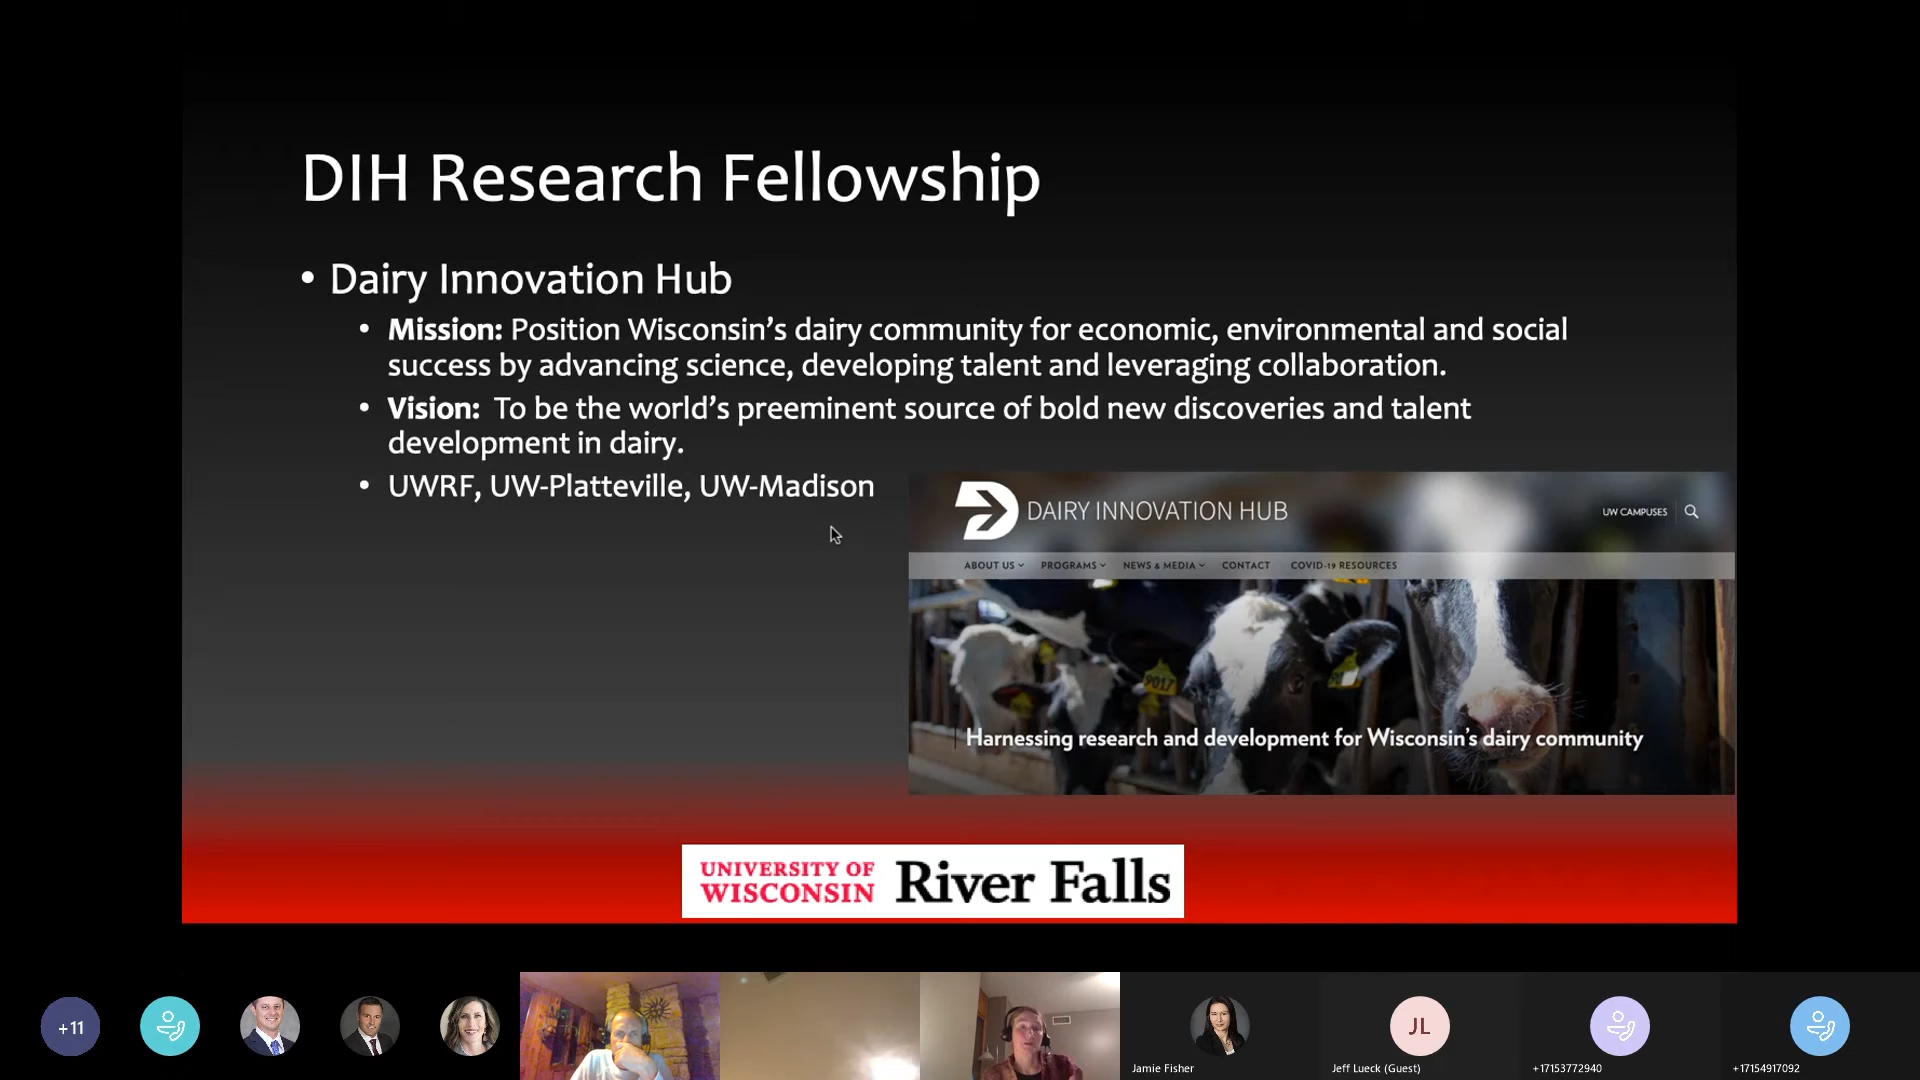 DIH Research Fellowship
• Dairy Innovation Hub
• Mission: Position Wisconsin’s dairy community for economic, environmental and social
success by advancing science, developing talent and leveraging collaboration.
• Vision: To be the world’s preeminent source of bold new discoveries and talent
development in dairy.
• UWRF, UW-Platteville, UW-Madison
DAIRY INNOVATION HUB
UW CAMPUSES
ABOUT US PROGRAMS NEWS & MEDIA CONTACT COVID-19 RESOURCES
9017
Harnessing research and development for Wisconsin’s dairy community
UNIVERSITY OF
WISCONSIN
River Falls
+11
JL
Jamie Fisher
Jeff Lueck (Guest)
+17153772940
+17154917092